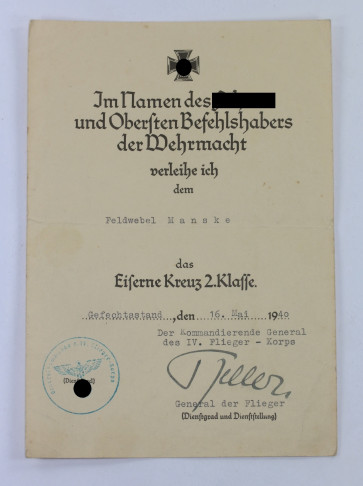 Im Namen des
und Obersten Befehlshabers
der Wehrmacht
verleihe ich
dem
Feldwebel Manske
das
Eiserne Kreuz 2.Klasse.
Gefechtsstand, den 16. Mai 1940
Der Kommandierende General
des IV. Flieger - Korps
General der Flieger
(Dienstgrad und Dienststellung)
(Dienstsiegel)